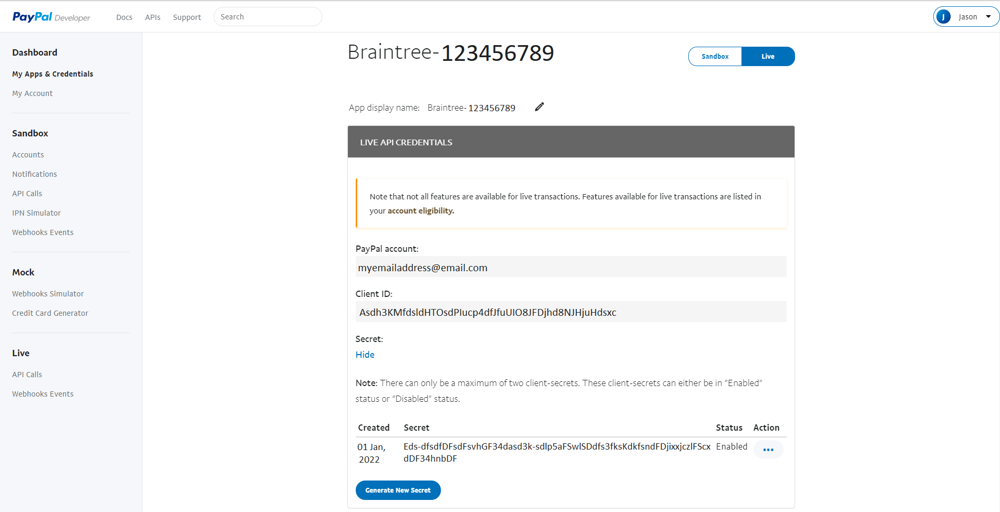 PayPal Developer
Docs
APIs
Support
Search
J
Jason
Dashboard
My Apps & Credentials
My Account
Sandbox
Accounts
Notifications
API Calls
IPN Simulator
Webhooks Events
Mock
Webhooks Simulator
Credit Card Generator
Live
API Calls
Webhooks Events
Braintree-123456789
Sandbox
Live
App display name: Braintree-123456789
LIVE API CREDENTIALS
Note that not all features are available for live transactions. Features available for live transactions are listed in
your account eligibility.
PayPal account:
myemailaddress@email.com
Client ID:
Asdh3KMfdsldHTOsdPIucp4dfJfuUIO8JFDjhd8NJHjuHdsxc
Secret:
Hide
Note: There can only be a maximum of two client-secrets. These client-secrets can either be in “Enabled”
status or “Disabled” status.
Created Secret Status Action
01 Jan, Eds-dfsdfDFsdFsvhGF34dasd3k-sdlp5aFSwlSDdfs3fksKdkfsndFDjixxjczlFScx Enabled
2022 dDF34hnbDF
Generate New Secret